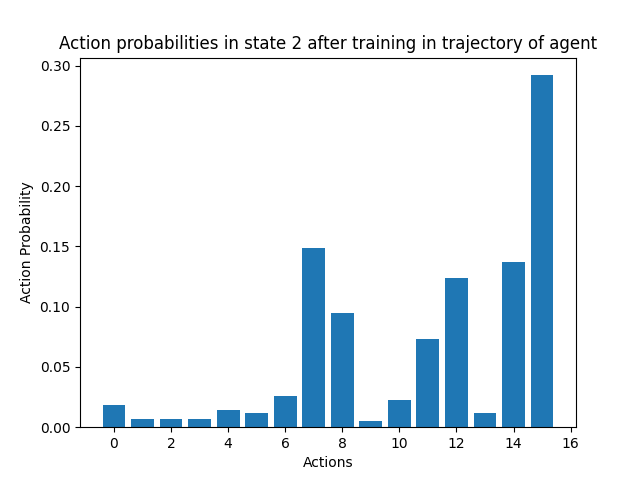 Action probabilities in state 2 after training in trajectory of agent
0.30
0.25
0.20
0.15
0.10
0.05
0.00
Action Probability
0 2 4 6 8 10 12 14 16
Actions